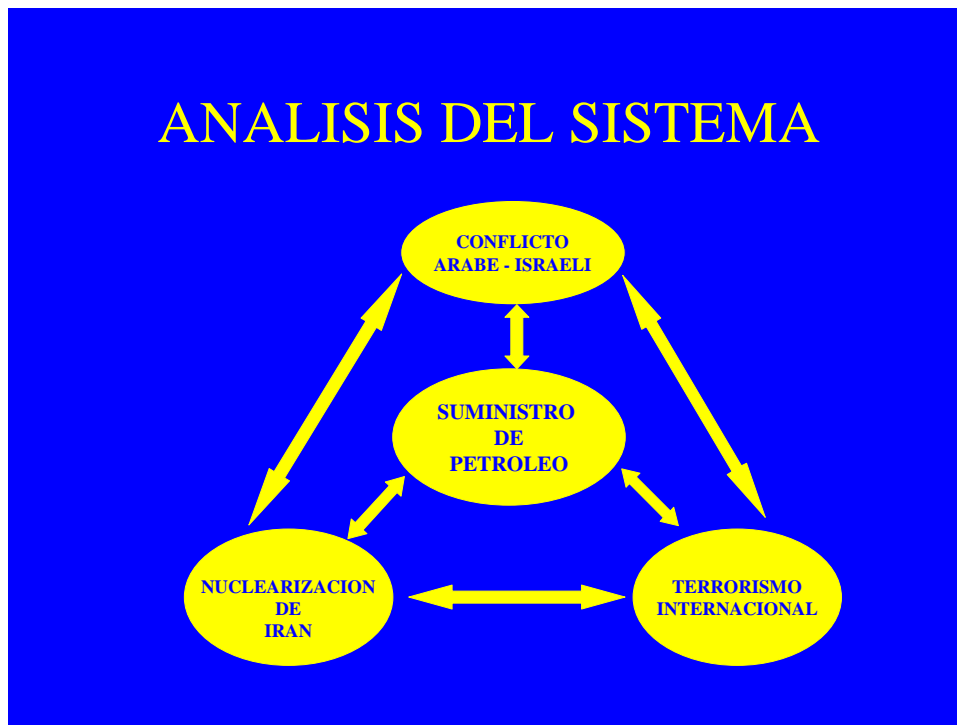 ANALISIS DEL SISTEMA
CONFLICTO
ARABE - ISRAELI
SUMINISTRO
DE
PETROLEO
NUCLEARIZACION
DE
IRAN
TERRORISMO
INTERNACIONAL